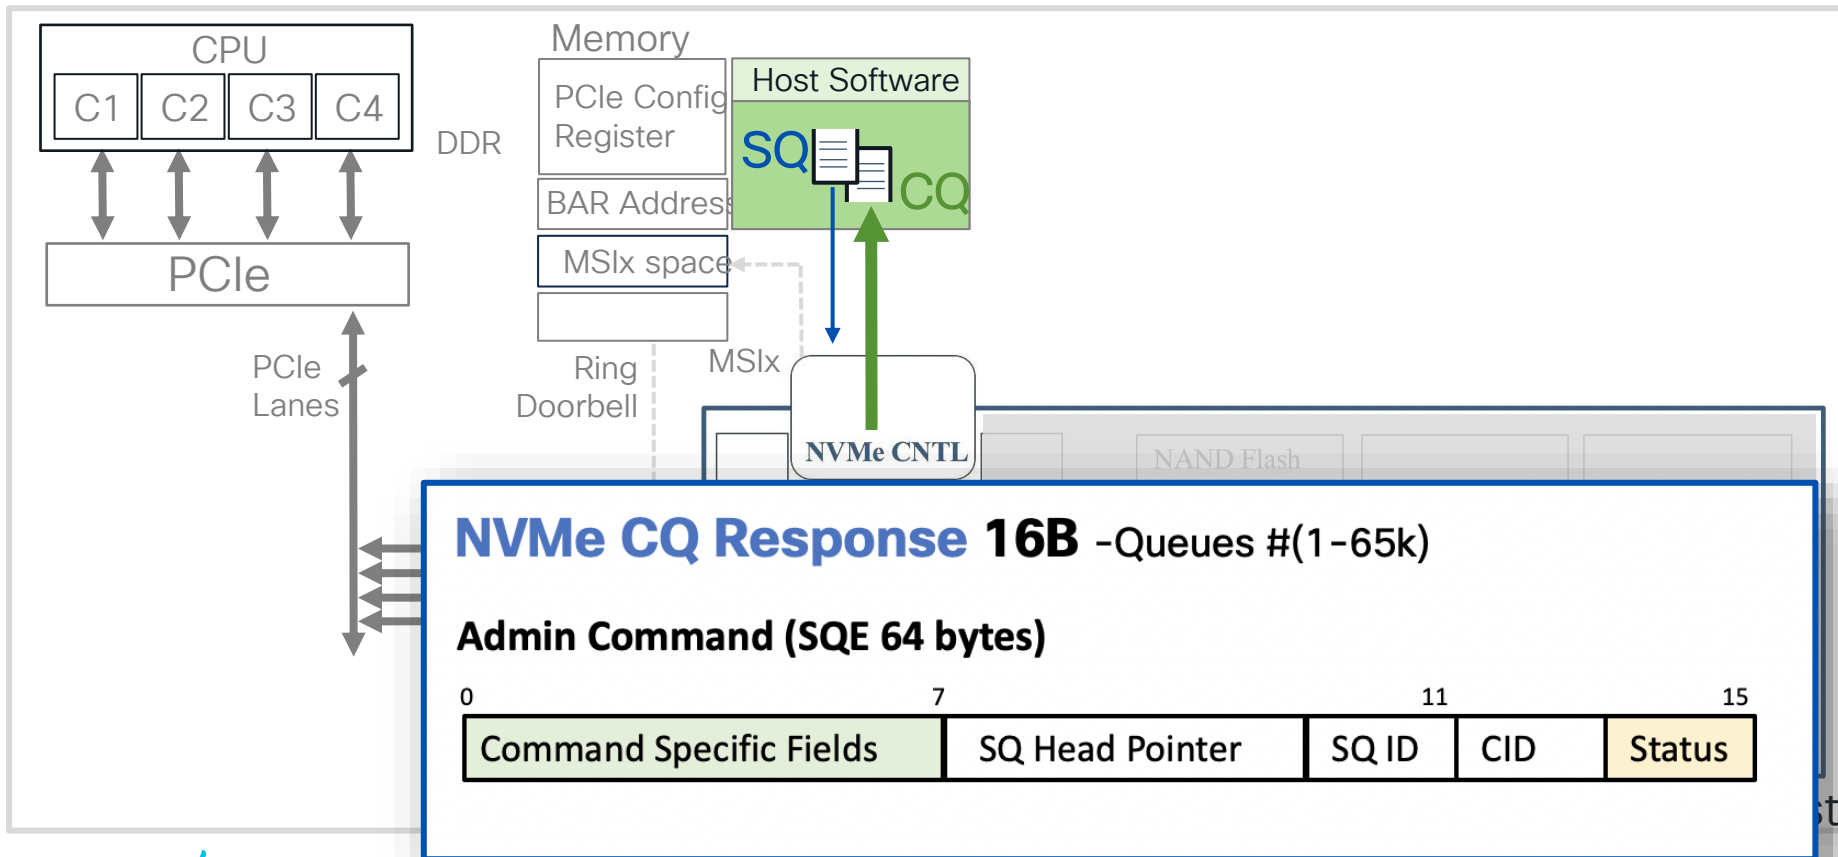 CPU
C1 C2 C3 C4
PCIe
PCIe
Lanes
DDR
Memory
PCIe Config
Register
BAR Address
MSIx space
Host Software
SQ
CQ
Ring
Doorbell
MSIx
NVMe CNTL
NAND Flash
NVMe CQ Response 16B -Queues #(1-65k)
Admin Command (SQE 64 bytes)
0 7 11 15
Command Specific Fields SQ Head Pointer SQ ID CID Status